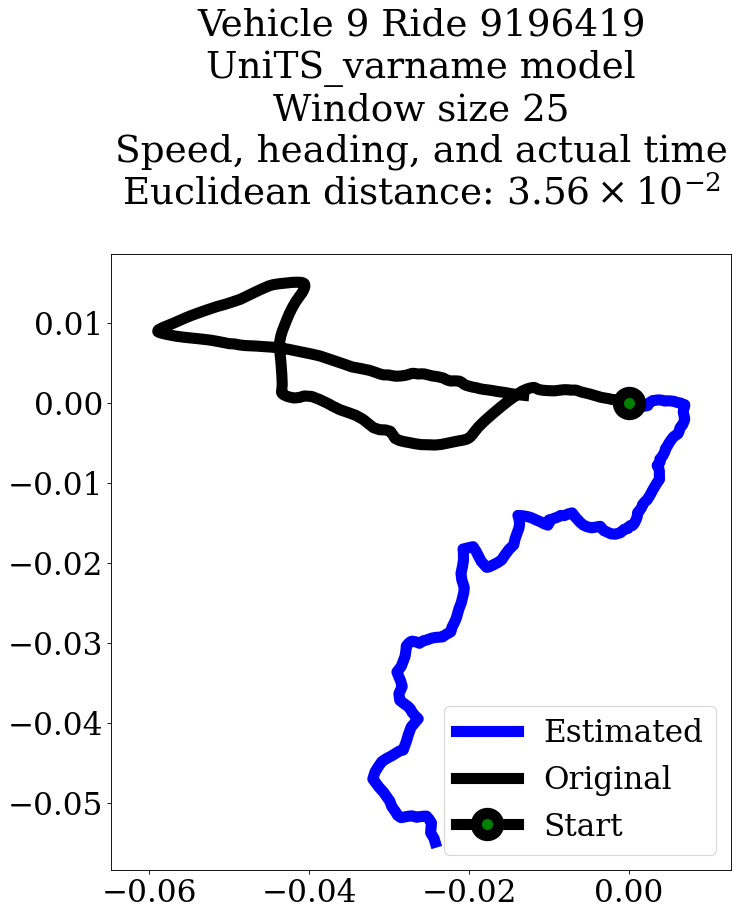 Vehicle 9 Ride 9196419
UniTS_varname model
Window size 25
Speed, heading, and actual time
Euclidean distance: 3.56 × 10⁻²
0.01
0.00
−0.01
−0.02
−0.03
−0.04
−0.05
Estimated
Original
Start
−0.06 −0.04 −0.02 0.00